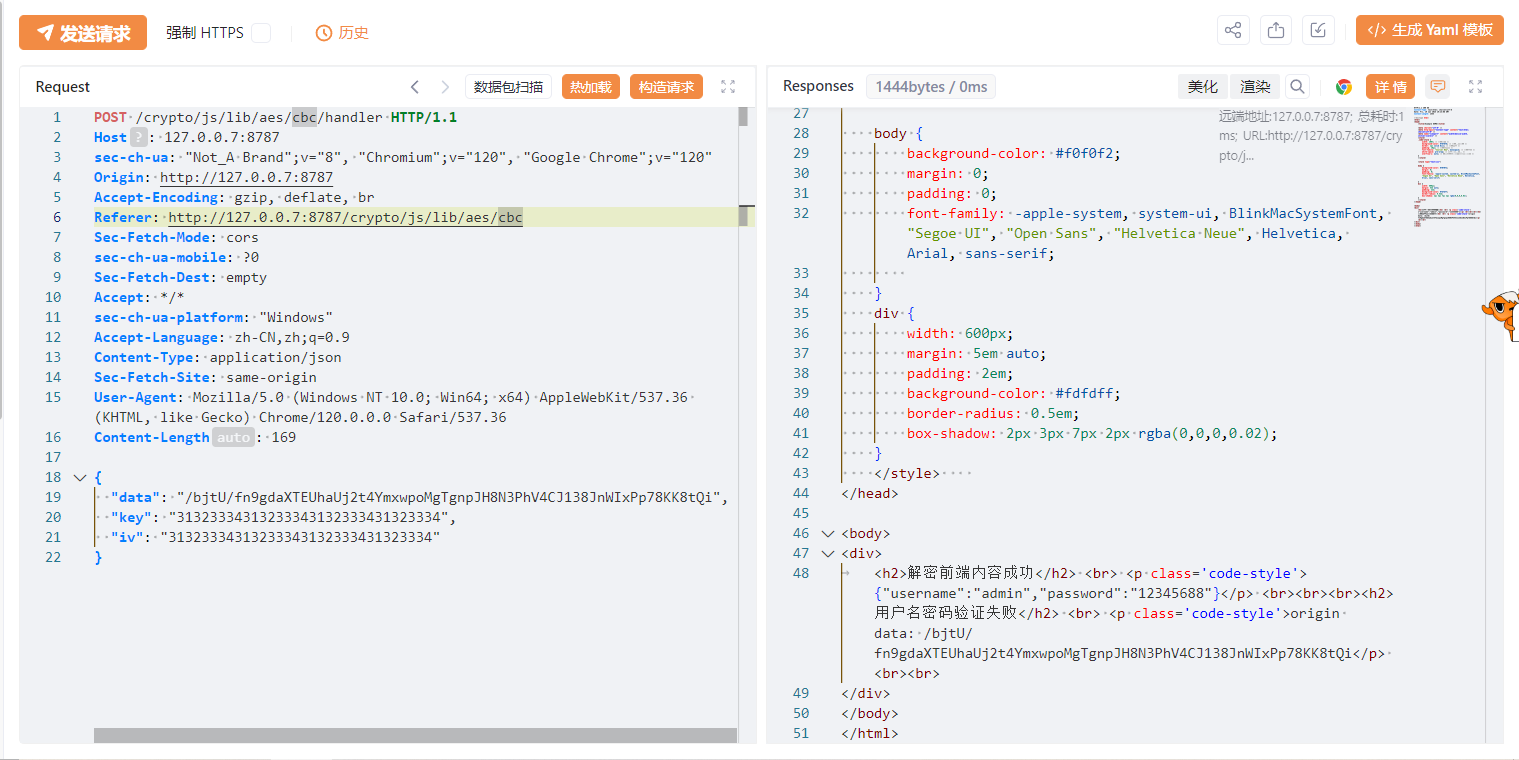 发送请求 强制 HTTPS 历史 </> 生成 Yaml 模板
Request 数据包扫描 热加载 构造请求
1 POST /crypto/js/lib/aes/cbc/handler HTTP/1.1
2 Host ? : 127.0.0.7:8787
3 sec-ch-ua: "Not_A Brand";v="8", "Chromium";v="120", "Google Chrome";v="120"
4 Origin: http://127.0.0.7:8787
5 Accept-Encoding: gzip, deflate, br
6 Referer: http://127.0.0.7:8787/crypto/js/lib/aes/cbc
7 Sec-Fetch-Mode: cors
8 sec-ch-ua-mobile: ?0
9 Sec-Fetch-Dest: empty
10 Accept: */*
11 sec-ch-ua-platform: "Windows"
12 Accept-Language: zh-CN,zh;q=0.9
13 Content-Type: application/json
14 Sec-Fetch-Site: same-origin
15 User-Agent: Mozilla/5.0 (Windows NT 10.0; Win64; x64) AppleWebKit/537.36
(KHTML, like Gecko) Chrome/120.0.0.0 Safari/537.36
16 Content-Length auto : 169
17
18 {
19 "data": "/bjtU/fn9gdaXTEUhaUj2t4YmxwpoMgTgnpJH8N3PhV4CJ138JnWIxPp78KK8tQi",
20 "key": "31323334313233343132333431323334",
21 "iv": "31323334313233343132333431323334"
22 }
Responses 1444bytes / 0ms 美化 渲染 详情
远端地址:127.0.0.7:8787; 总耗时:1
ms; URL:http://127.0.0.7:8787/cry
pto/j...
27
28 body {
29 background-color: #f0f0f2;
30 margin: 0;
31 padding: 0;
32 font-family: -apple-system, system-ui, BlinkMacSystemFont,
"Segoe UI", "Open Sans", "Helvetica Neue", Helvetica,
Arial, sans-serif;
33
34 }
35 div {
36 width: 600px;
37 margin: 5em auto;
38 padding: 2em;
39 background-color: #fdfdff;
40 border-radius: 0.5em;
41 box-shadow: 2px 3px 7px 2px rgba(0,0,0,0.02);
42 }
43 </style>
44 </head>
45
46 <body>
47 <div>
48 <h2>解密前端内容成功</h2> <br> <p class='code-style'>
{"username":"admin","password":"12345688"}</p> <br><br><br><h2>
用户名密码验证失败</h2> <br> <p class='code-style'>origin
data: /bjtU/
fn9gdaXTEUhaUj2t4YmxwpoMgTgnpJH8N3PhV4CJ138JnWIxPp78KK8tQi</p>
<br><br>
49 </div>
50 </body>
51 </html>